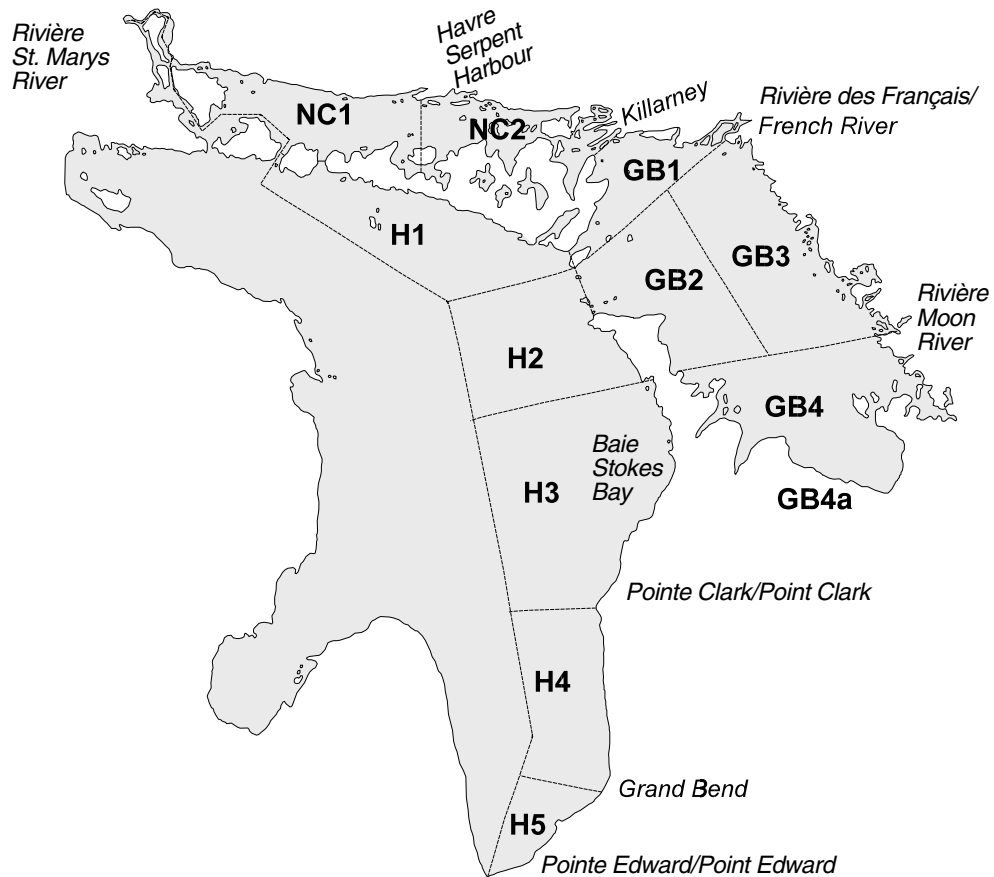 Rivière
St. Marys
River
Havre
Serpent
Harbour
NC1
NC2
Killarney
Rivière des Français/
French River
GB1
H1
GB2
GB3
Rivière
Moon
River
H2
GB4
Baie
Stokes
Bay
H3
GB4a
Pointe Clark/Point Clark
H4
Grand Bend
H5
Pointe Edward/Point Edward